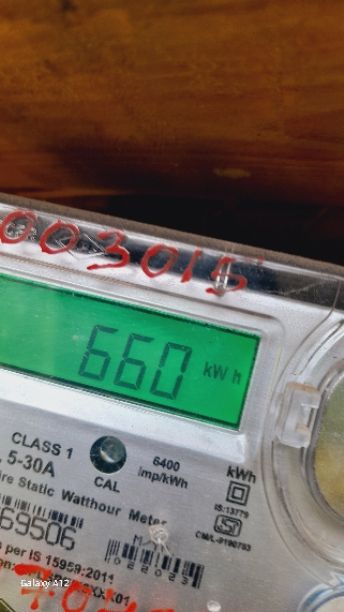 003015
660 kWh
CLASS 1
5-30A
CAL
6400
imp/kWh
kWh
IS:13779
Static Watthour Meter
69506
per IS 15959:2011
Galaxy A12